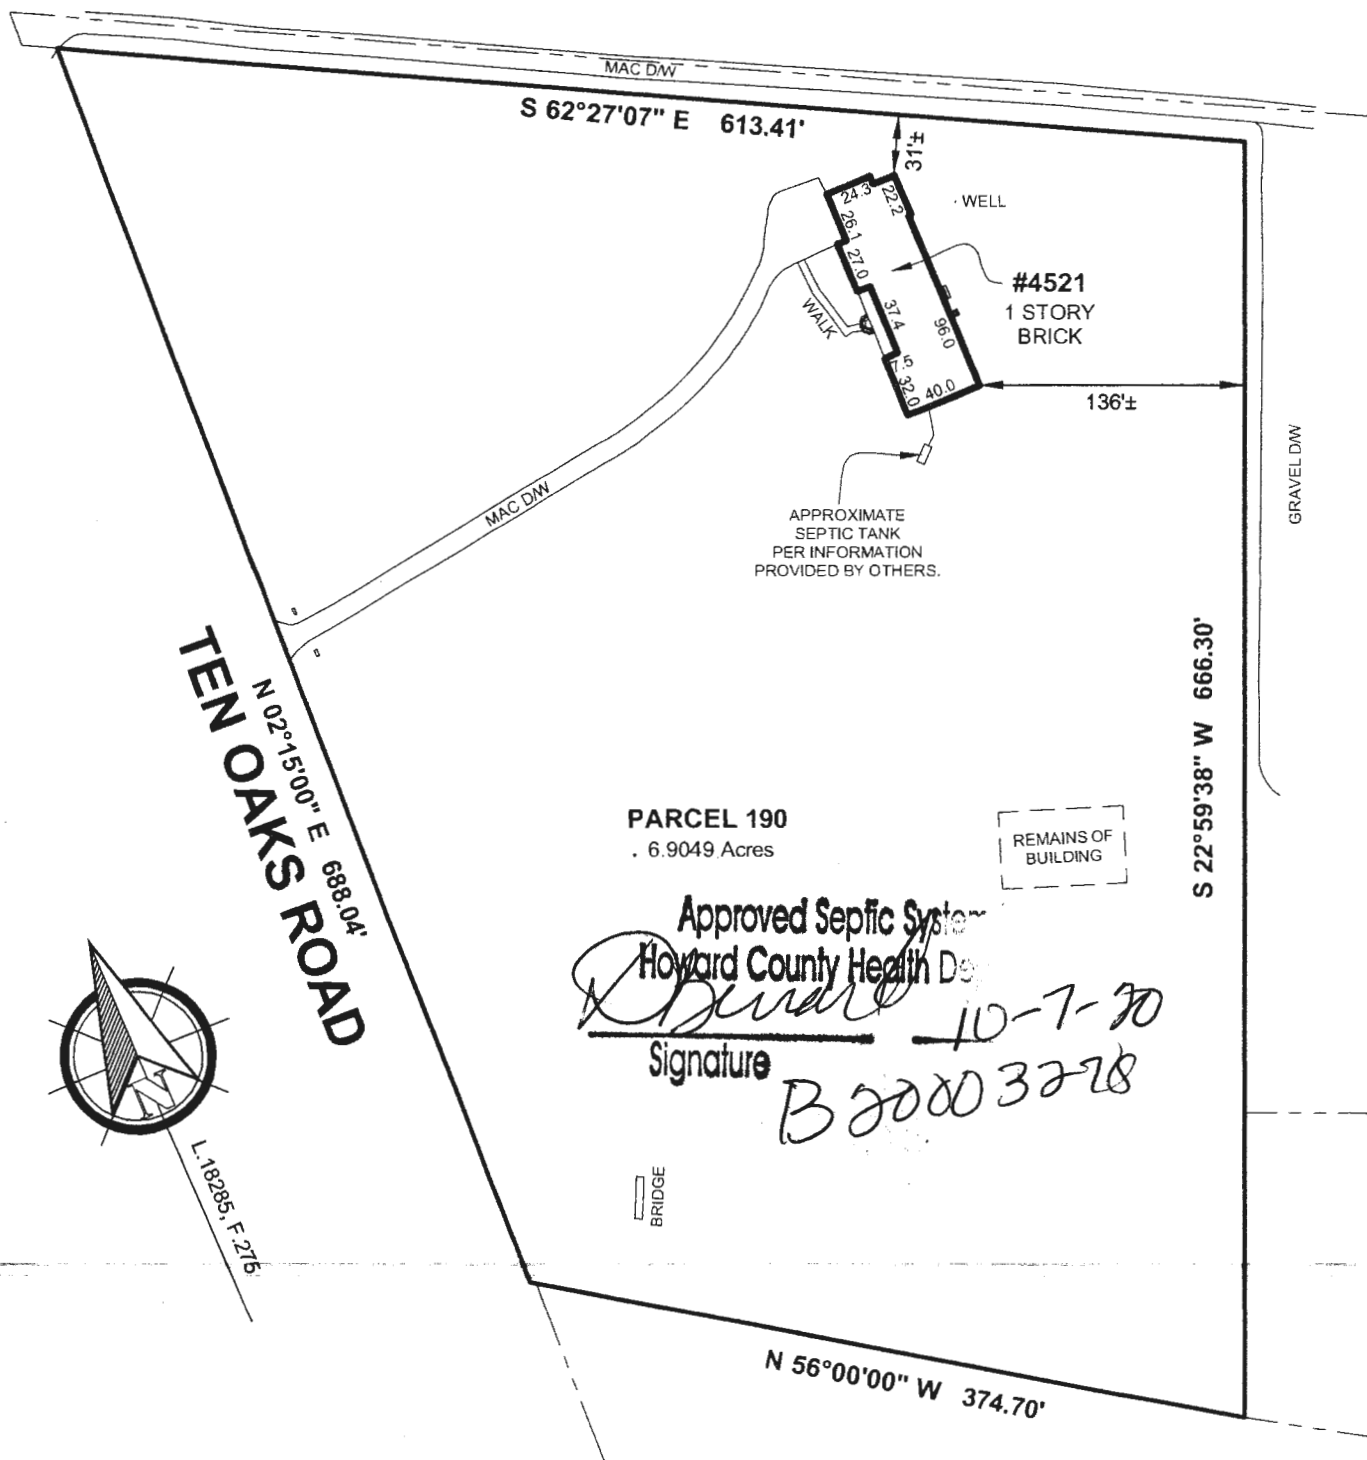 MAC D/W
S 62°27'07" E 613.41'
31'±
24.3
22.2
WELL
26.1
27.0
#4521
1 STORY
BRICK
WALK
37.4
96.0
32.0
40.0
136'±
GRAVEL D/W
MAC D/W
APPROXIMATE
SEPTIC TANK
PER INFORMATION
PROVIDED BY OTHERS.
TEN OAKS ROAD
N 02°15'00" E 688.04'
S 22°59'38" W 666.30'
PARCEL 190
6.9049 Acres
REMAINS OF
BUILDING
Approved Septic System
Howard County Health
10-7-20
Signature
B20003278
N
L.18285, F.275
BRIDGE
N 56°00'00" W 374.70'